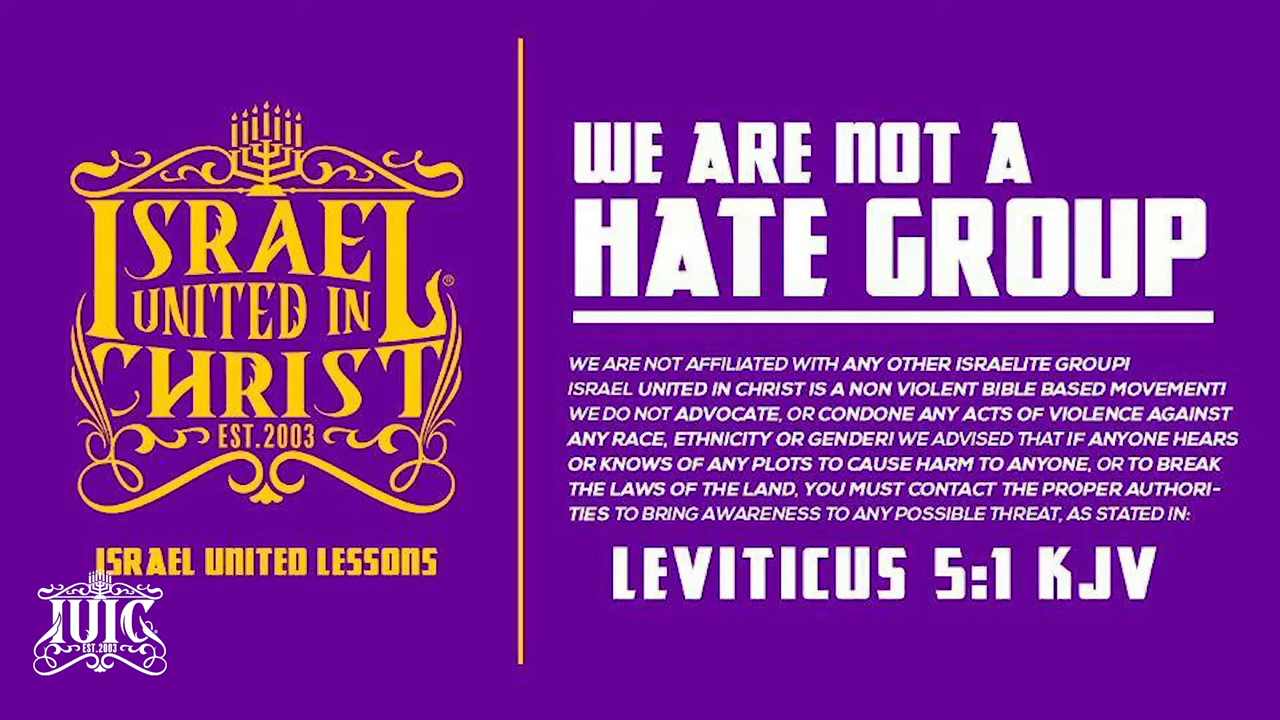 ISRAEL
UNITED IN
CHRIST
EST. 2003
ISRAEL UNITED LESSONS
IUIC
EST. 2003
WE ARE NOT A
HATE GROUP
WE ARE NOT AFFILIATED WITH ANY OTHER ISRAELITE GROUP!
ISRAEL UNITED IN CHRIST IS A NON VIOLENT BIBLE BASED MOVEMENT!
WE DO NOT ADVOCATE, OR CONDONE ANY ACTS OF VIOLENCE AGAINST
ANY RACE, ETHNICITY OR GENDER! WE ADVISED THAT IF ANYONE HEARS
OR KNOWS OF ANY PLOTS TO CAUSE HARM TO ANYONE, OR TO BREAK
THE LAWS OF THE LAND, YOU MUST CONTACT THE PROPER AUTHORI-
TIES TO BRING AWARENESS TO ANY POSSIBLE THREAT, AS STATED IN:
LEVITICUS 5:1 KJV